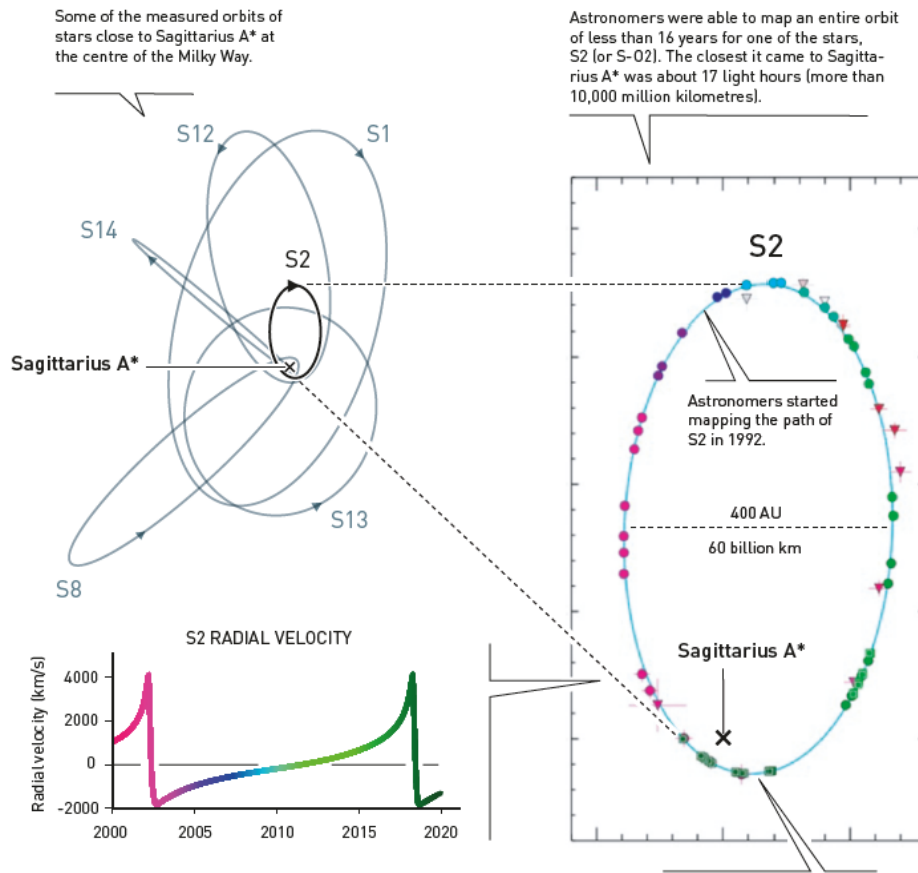 Some of the measured orbits of
stars close to Sagittarius A* at
the centre of the Milky Way.
Astronomers were able to map an entire orbit
of less than 16 years for one of the stars,
S2 (or S-O2). The closest it came to Sagitta-
rius A* was about 17 light hours (more than
10,000 million kilometres).
S12
S1
S14
S2
Sagittarius A*
S13
S8
S2
Astronomers started
mapping the path of
S2 in 1992.
400 AU
60 billion km
Sagittarius A*
S2 RADIAL VELOCITY
Radial velocity (km/s)
4000
2000
0
-2000
2000
2005
2010
2015
2020